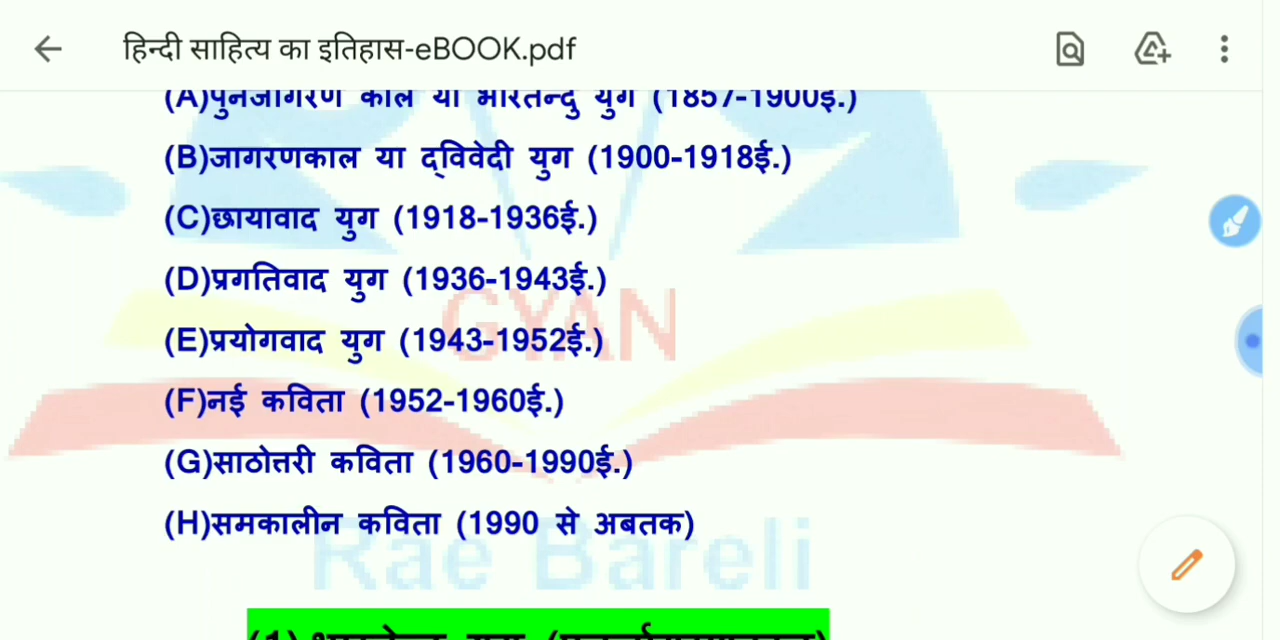 हिन्दी साहित्य का इतिहास-eBOOK.pdf
(A)पुनर्जागरण काल या भारतेन्दु युग (1857-1900ई.)
(B)जागरणकाल या द्विवेदी युग (1900-1918ई.)
(C)छायावाद युग (1918-1936ई.)
(D)प्रगतिवाद युग (1936-1943ई.)
(E)प्रयोगवाद युग (1943-1952ई.)
GYAN
(F)नई कविता (1952-1960ई.)
(G)साठोत्तरी कविता (1960-1990ई.)
(H)समकालीन कविता (1990 से अबतक)
Rae Bareli